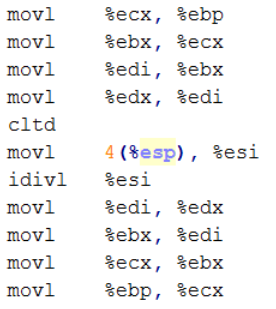 movl %ecx, %ebp
movl %ebx, %ecx
movl %edi, %ebx
movl %edx, %edi
cltd
movl 4(%esp), %esi
idivl %esi
movl %edi, %edx
movl %ebx, %edi
movl %ecx, %ebx
movl %ebp, %ecx